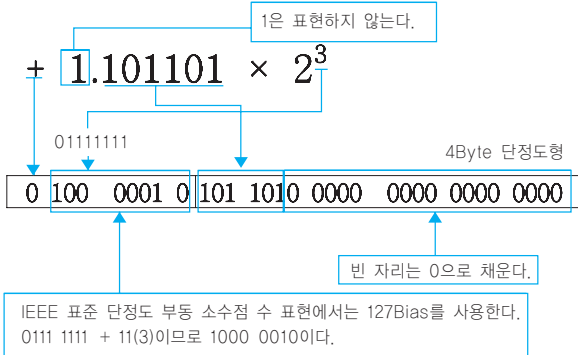 1은 표현하지 않는다.
+ 1.101101 × 2³
01111111
4Byte 단정도형
0 100 0001 0 101 1010 0000 0000 0000 0000
빈 자리는 0으로 채운다.
IEEE 표준 단정도 부동 소수점 수 표현에서는 127Bias를 사용한다.
0111 1111 + 11(3)이므로 1000 0010이다.